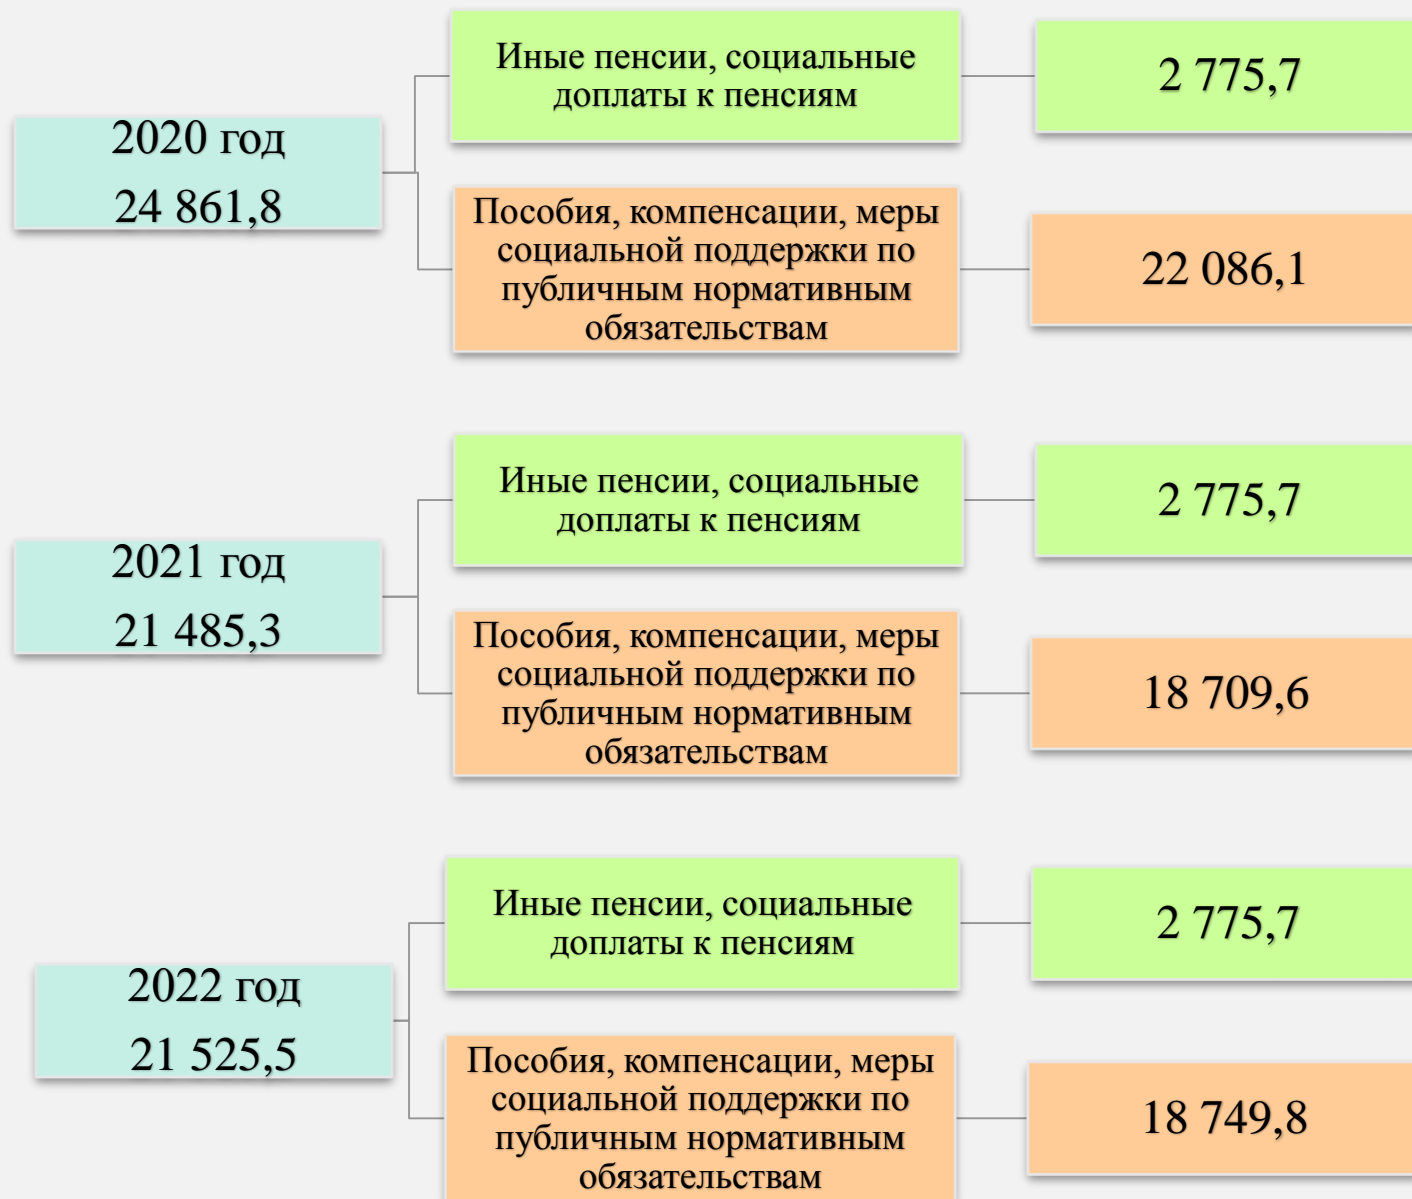 2020 год
24 861,8
Иные пенсии, социальные
доплаты к пенсиям
2 775,7
Пособия, компенсации, меры
социальной поддержки по
публичным нормативным
обязательствам
22 086,1
2021 год
21 485,3
Иные пенсии, социальные
доплаты к пенсиям
2 775,7
Пособия, компенсации, меры
социальной поддержки по
публичным нормативным
обязательствам
18 709,6
2022 год
21 525,5
Иные пенсии, социальные
доплаты к пенсиям
2 775,7
Пособия, компенсации, меры
социальной поддержки по
публичным нормативным
обязательствам
18 749,8